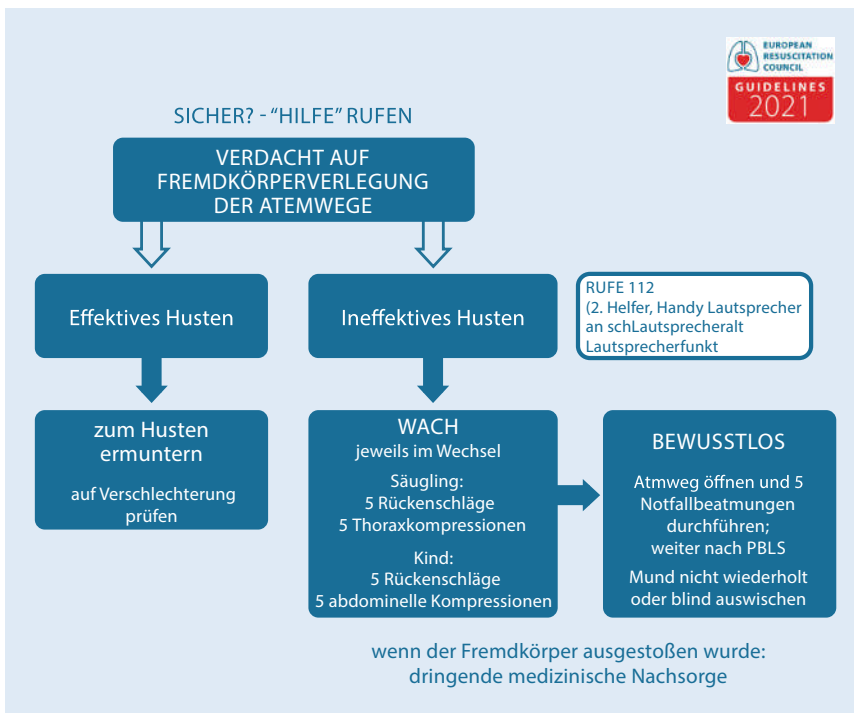 EUROPEAN
RESUSCITATION
COUNCIL
GUIDELINES
2021
SICHER? - “HILFE” RUFEN
VERDACHT AUF
FREMDKÖRPERVERLEGUNG
DER ATEMWEGE
Effektives Husten
Ineffektives Husten
RUFE 112
(2. Helfer, Handy Lautsprecher
an schLautsprecheralt
Lautsprecherfunkt
zum Husten
ermuntern
auf Verschlechterung
prüfen
WACH
jeweils im Wechsel
Säugling:
5 Rückenschläge
5 Thoraxkompressionen
Kind:
5 Rückenschläge
5 abdominelle Kompressionen
BEWUSSTLOS
Atmweg öffnen und 5
Notfallbeatmungen
durchführen;
weiter nach PBLS
Mund nicht wiederholt
oder blind auswischen
wenn der Fremdkörper ausgestoßen wurde:
dringende medizinische Nachsorge